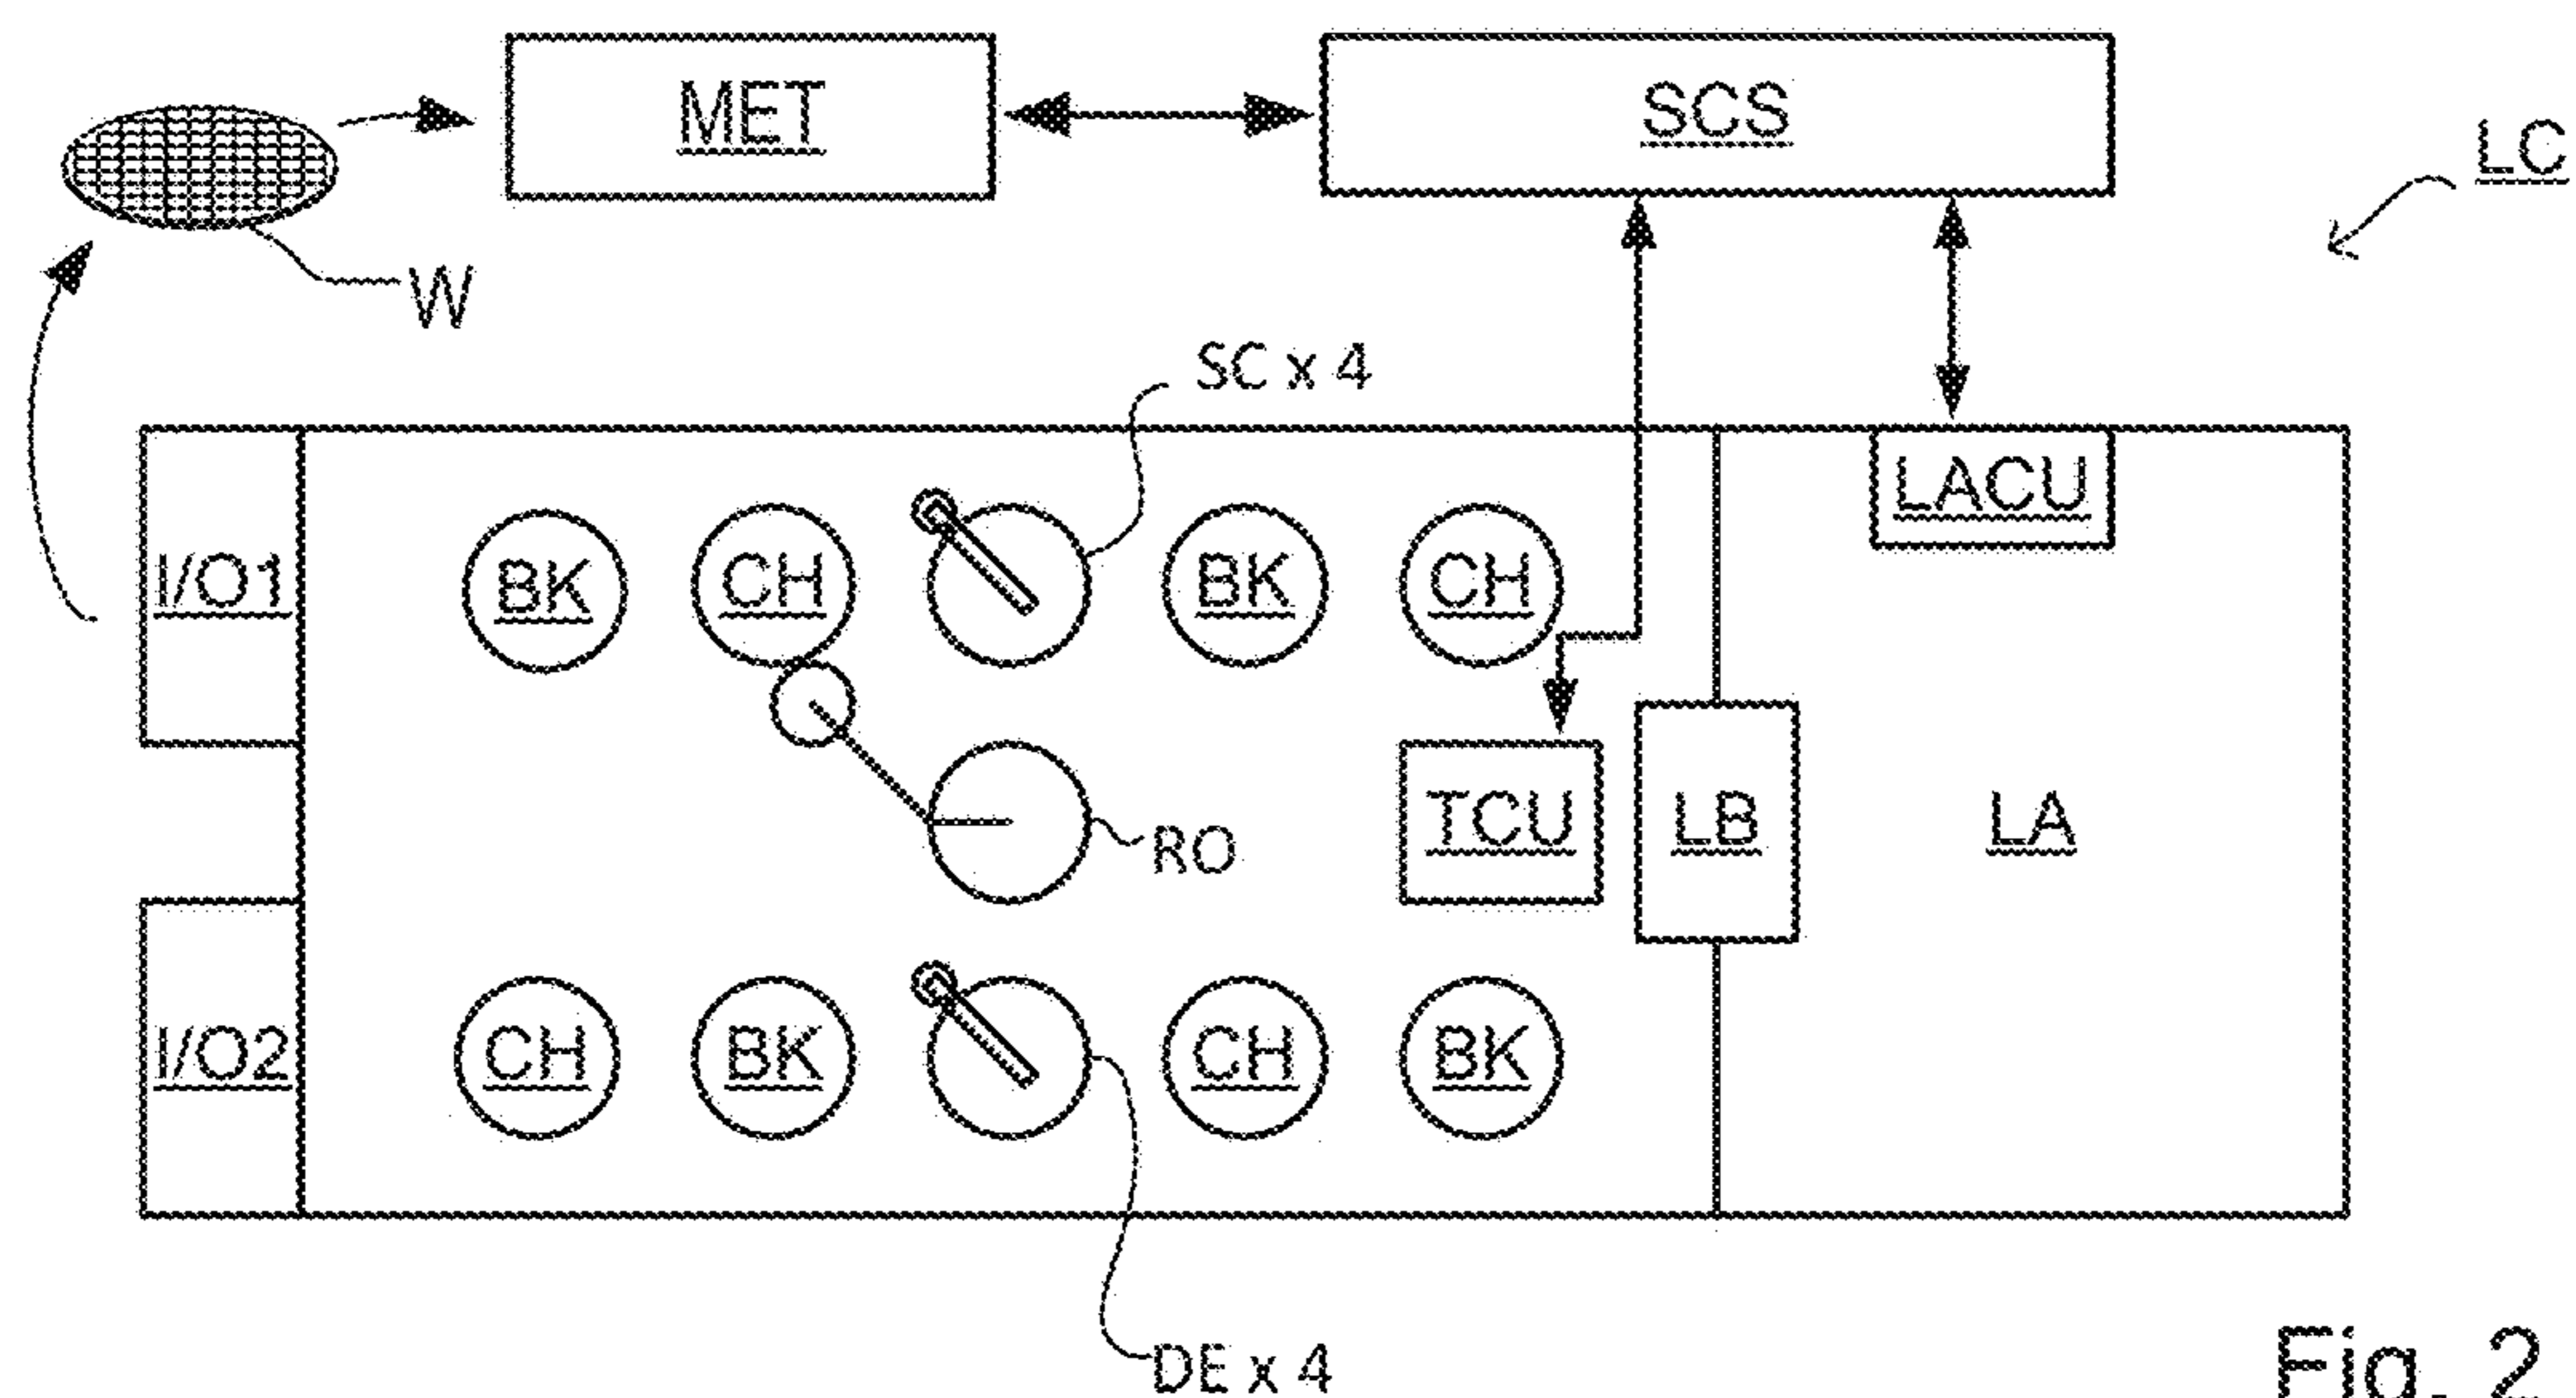 MET
SCS
LC
W
SC x 4
LACU
I/O1
BK
CH
BK
CH
TCU
LB
LA
RO
I/O2
CH
BK
CH
BK
DE x 4
Fig. 2